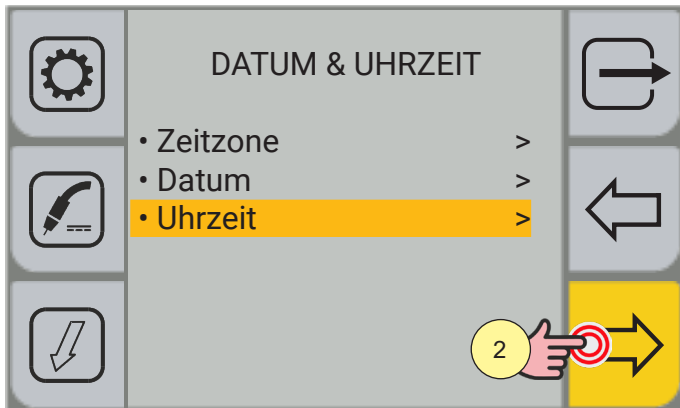 DATUM & UHRZEIT
• Zeitzone >
• Datum >
• Uhrzeit >
2